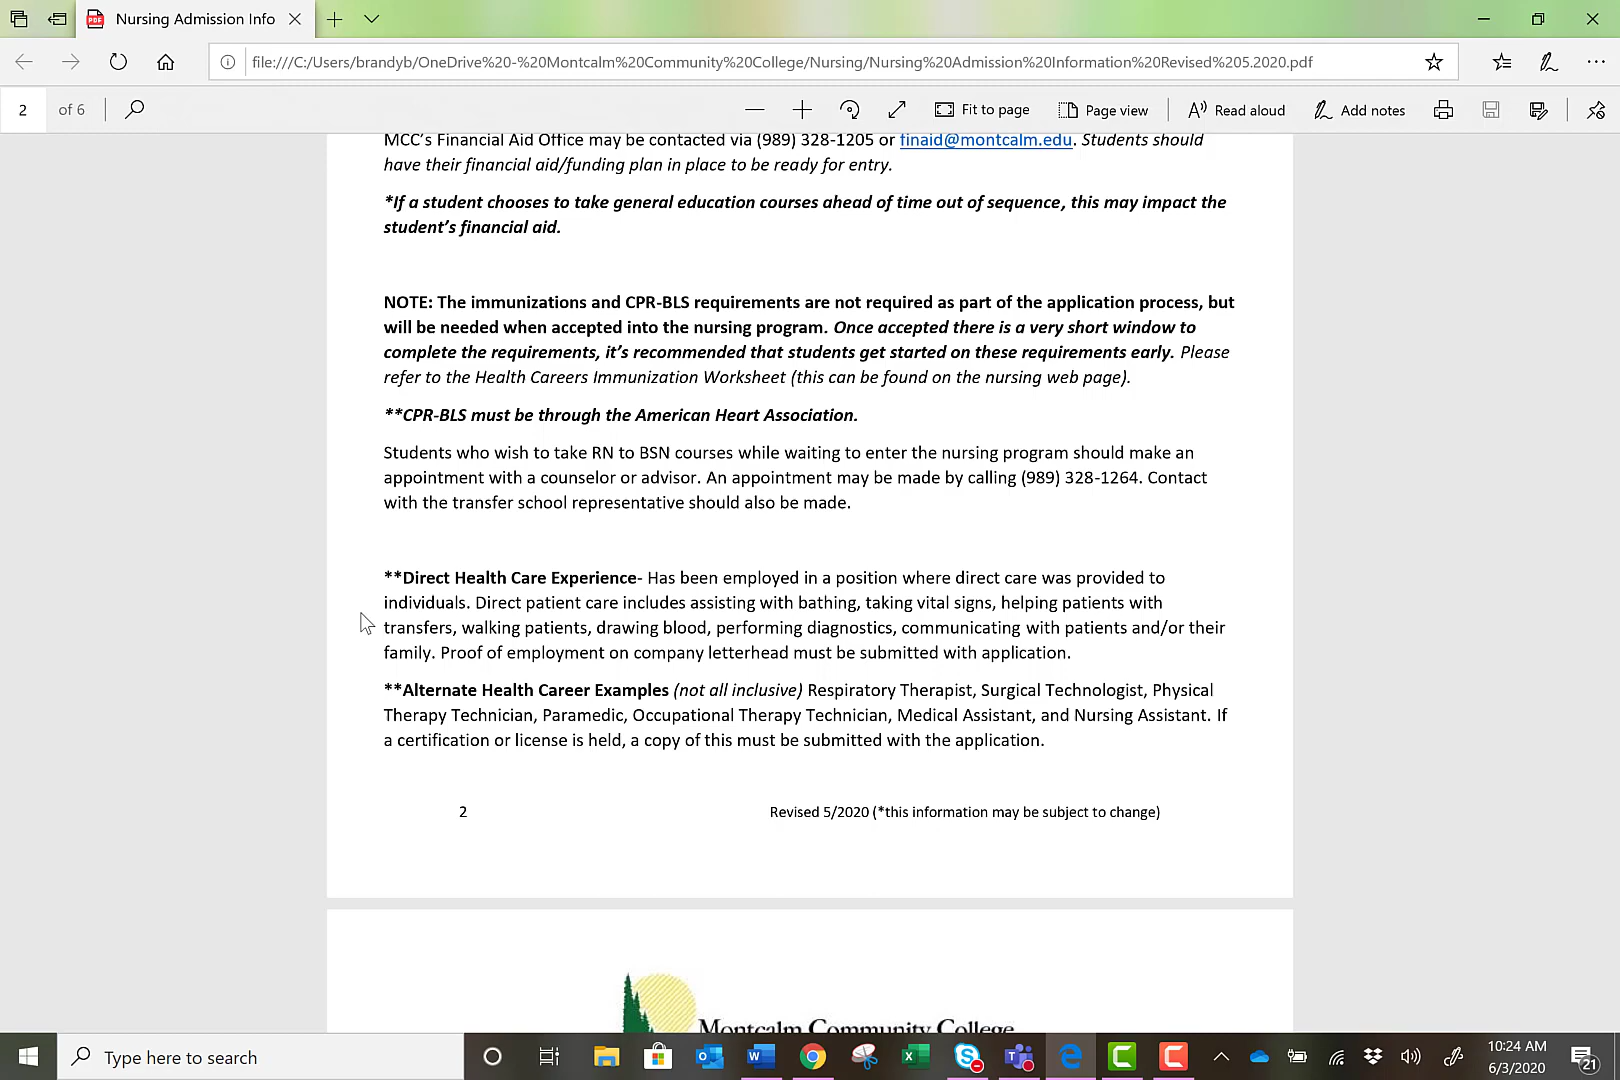 Nursing Admission Info
file:///C:/Users/brandyb/OneDrive%20-%20Montcalm%20Community%20College/Nursing/Nursing%20Admission%20Information%20Revised%205.2020.pdf
2 of 6
Fit to page
Page view
Read aloud
Add notes
MCC's Financial Aid Office may be contacted via (989) 328-1205 or finaid@montcalm.edu. Students should
have their financial aid/funding plan in place to be ready for entry.
*If a student chooses to take general education courses ahead of time out of sequence, this may impact the
student's financial aid.
NOTE: The immunizations and CPR-BLS requirements are not required as part of the application process, but
will be needed when accepted into the nursing program. Once accepted there is a very short window to
complete the requirements, it's recommended that students get started on these requirements early. Please
refer to the Health Careers Immunization Worksheet (this can be found on the nursing web page).
**CPR-BLS must be through the American Heart Association.
Students who wish to take RN to BSN courses while waiting to enter the nursing program should make an
appointment with a counselor or advisor. An appointment may be made by calling (989) 328-1264. Contact
with the transfer school representative should also be made.
**Direct Health Care Experience- Has been employed in a position where direct care was provided to
individuals. Direct patient care includes assisting with bathing, taking vital signs, helping patients with
transfers, walking patients, drawing blood, performing diagnostics, communicating with patients and/or their
family. Proof of employment on company letterhead must be submitted with application.
**Alternate Health Career Examples (not all inclusive) Respiratory Therapist, Surgical Technologist, Physical
Therapy Technician, Paramedic, Occupational Therapy Technician, Medical Assistant, and Nursing Assistant. If
a certification or license is held, a copy of this must be submitted with the application.
2 Revised 5/2020 (*this information may be subject to change)
Montcalm Community College
Type here to search
10:24 AM
6/3/2020
21